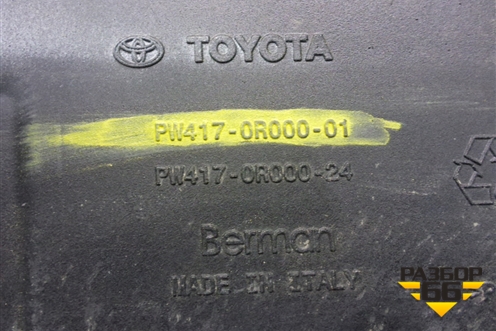 TOYOTA
PW417-0R000-01
PW417-0R000-24
Berman
MADE IN ITALY
РАЗБОР
66